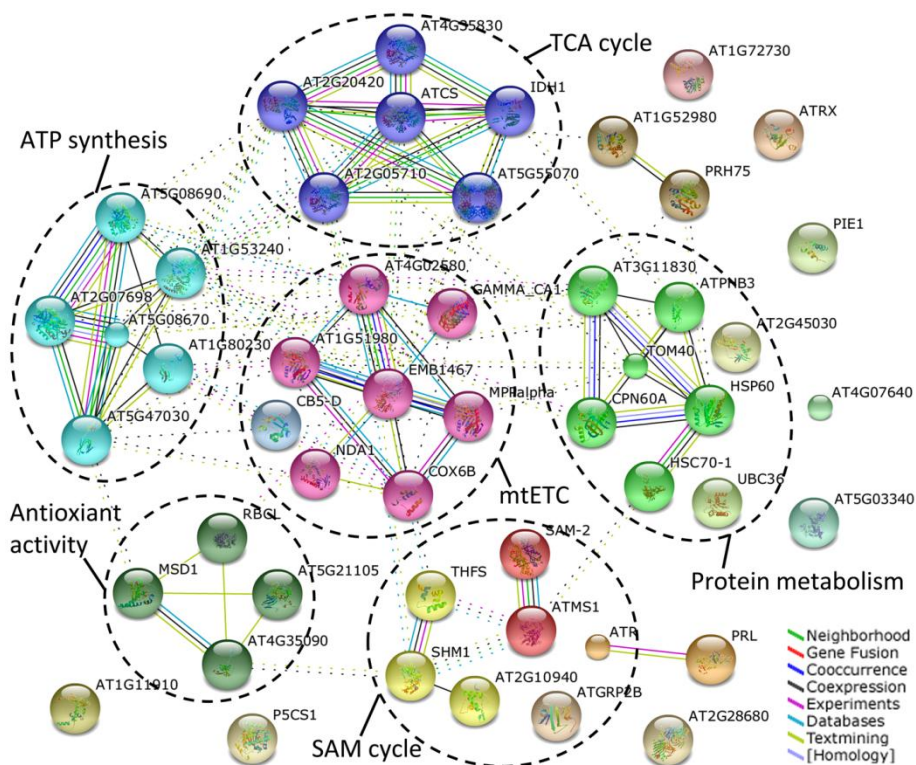 AT4G35830
TCA cycle
AT1G72730
AT2G20420
IDH1
ATCS
AT1G52980
ATRX
ATP synthesis
AT2G05710
AT5G55070
PRH75
AT5G08690
AT1G53240
PIE1
AT4G02580
GAMMA_CA1
AT3G11830
ATPNB3
AT2G07698
AT5G08670
AT1G80230
AT1G51980
EMB1467
TOM40
AT2G45030
HSP60
CB5-D
MPPalpha
CPN60A
AT4G07640
AT5G47030
NDA1
COX6B
HSC70-1
UBC36
mtETC
Antioxiant
activity
RBCL
SAM-2
AT5G03340
MSD1
AT5G21105
THFS
ATMS1
Protein metabolism
AT4G35090
SHM1
ATR
PRL
AT1G11910
AT2G10940
ATGRP2B
P5CS1
AT2G28680
SAM cycle
Neighborhood
Gene Fusion
Cooccurrence
Coexpression
Experiments
Databases
Textmining
[Homology]